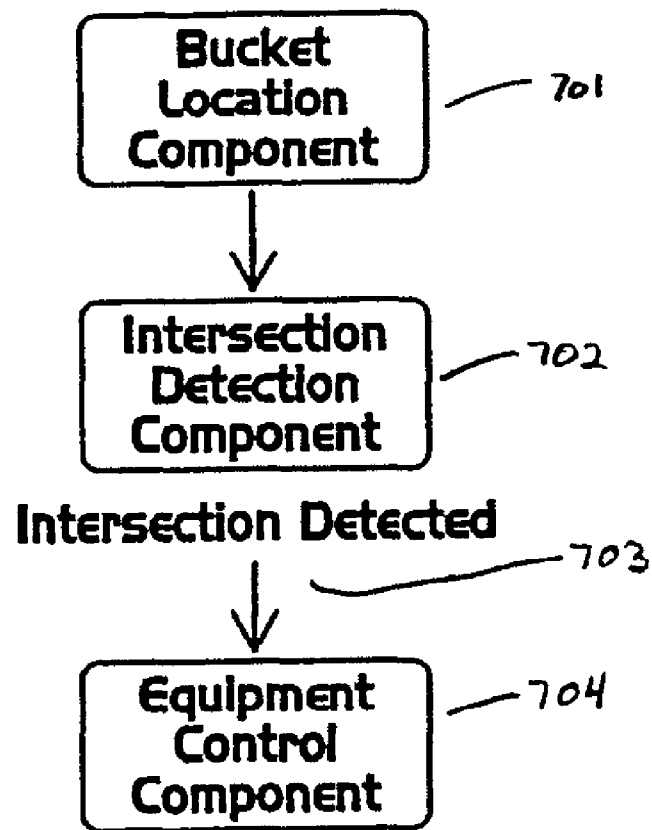 Bucket
Location
Component
701
Intersection
Detection
Component
702
Intersection Detected
703
Equipment
Control
Component
704